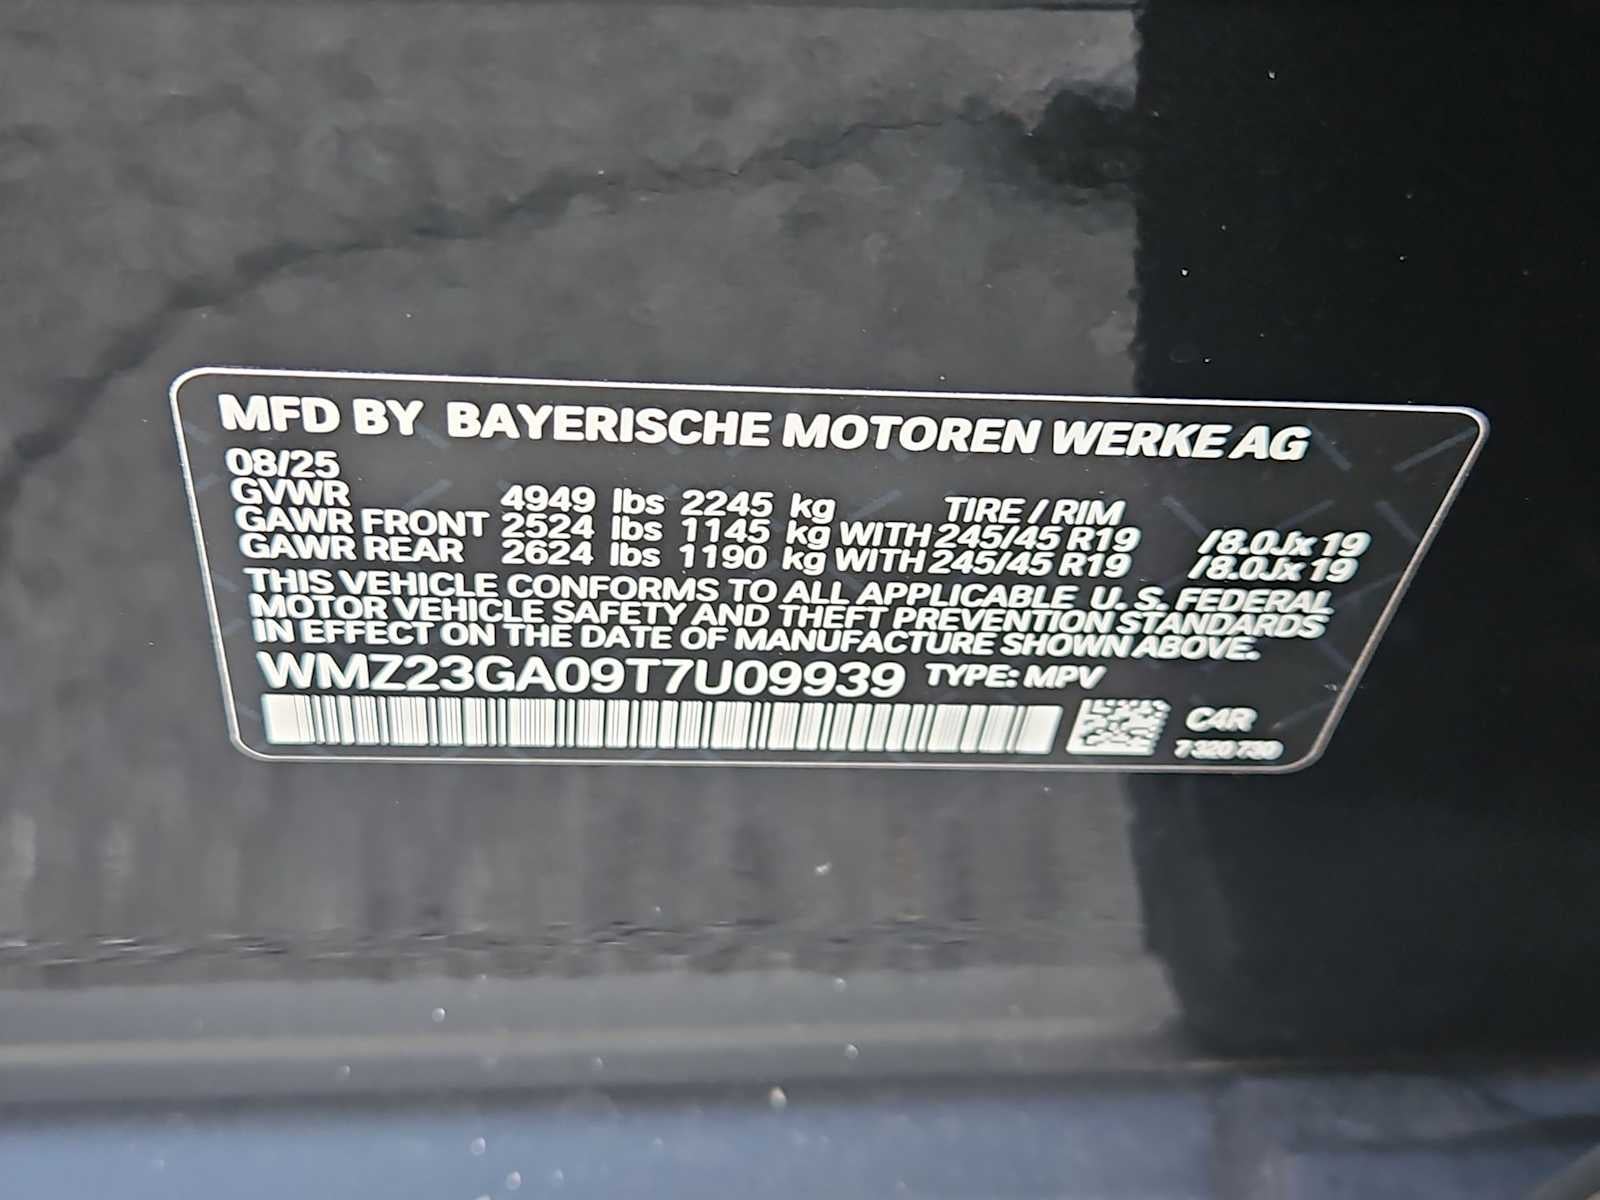 MFD BY BAYERISCHE MOTOREN WERKE AG
08/25
GVWR 4949 lbs 2245 kg TIRE / RIM
GAWR FRONT 2524 lbs 1145 kg WITH 245/45 R19 /8.0Jx19
GAWR REAR 2624 lbs 1190 kg WITH 245/45 R19 /8.0Jx19
THIS VEHICLE CONFORMS TO ALL APPLICABLE U. S. FEDERAL
MOTOR VEHICLE SAFETY AND THEFT PREVENTION STANDARDS
IN EFFECT ON THE DATE OF MANUFACTURE SHOWN ABOVE.
WMZ23GA09T7U09939 TYPE: MPV
C4R
7 320 730